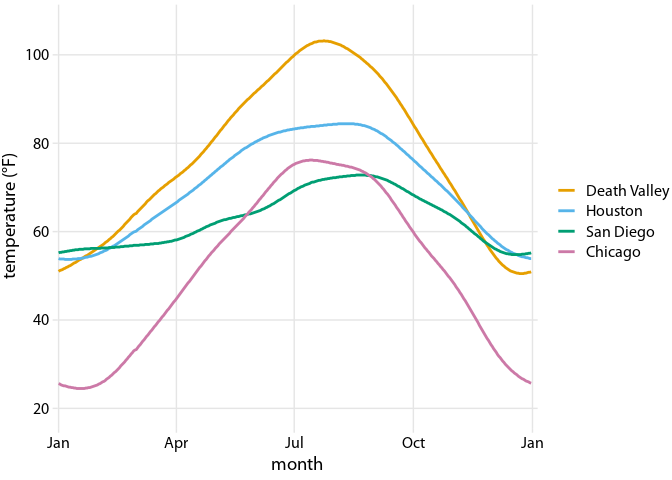 100
80
60
40
20
temperature (°F)
Jan Apr Jul Oct Jan
month
Death Valley
Houston
San Diego
Chicago